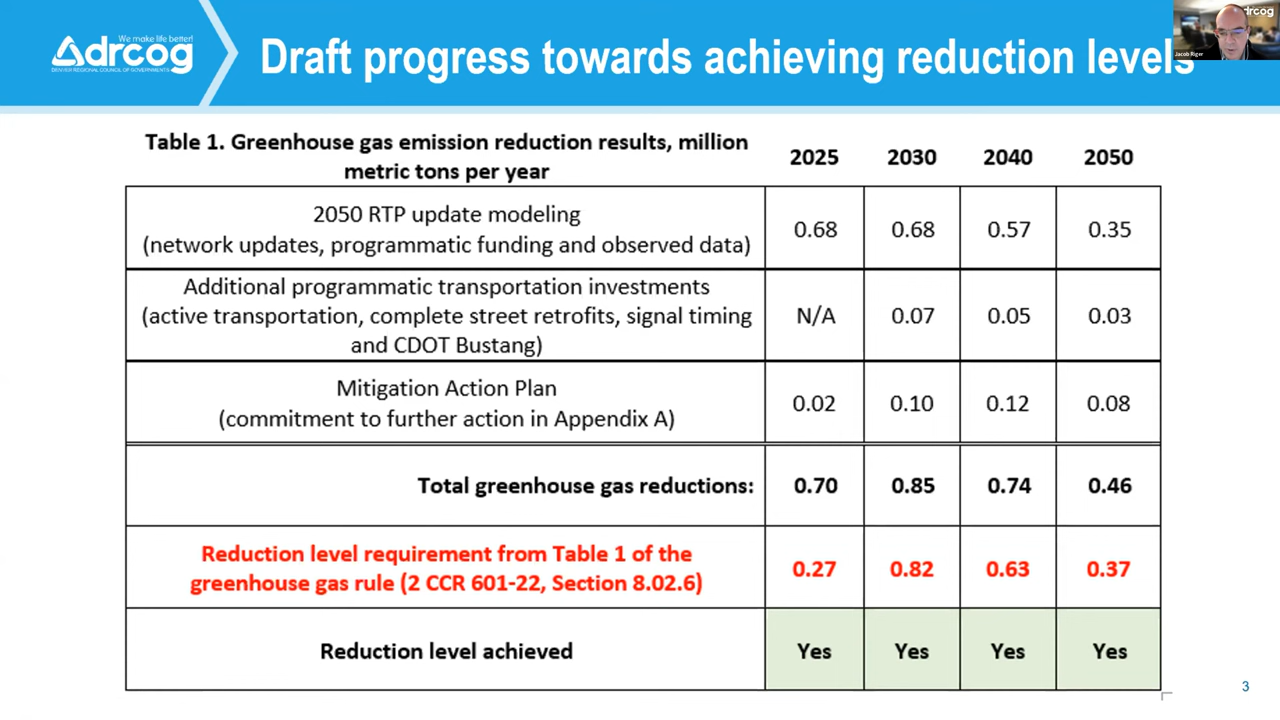 We make life better!
drcog
DENVER REGIONAL COUNCIL OF GOVERNMENTS
Draft progress towards achieving reduction levels
drcog
Jacob Riger
Table 1. Greenhouse gas emission reduction results, million
metric tons per year
2025 2030 2040 2050
2050 RTP update modeling
(network updates, programmatic funding and observed data)
0.68 0.68 0.57 0.35
Additional programmatic transportation investments
(active transportation, complete street retrofits, signal timing
and CDOT Bustang)
N/A 0.07 0.05 0.03
Mitigation Action Plan
(commitment to further action in Appendix A)
0.02 0.10 0.12 0.08
Total greenhouse gas reductions: 0.70 0.85 0.74 0.46
Reduction level requirement from Table 1 of the
greenhouse gas rule (2 CCR 601-22, Section 8.02.6)
0.27 0.82 0.63 0.37
Reduction level achieved Yes Yes Yes Yes
3